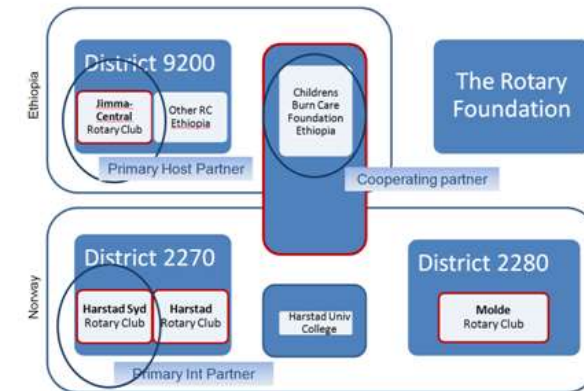 Ethiopia
District 9200
Jimma-
Central
Rotary Club
Other RC
Ethiopia
Primary Host Partner
Childrens
Burn Care
Foundation
Ethiopia
Cooperating partner
The Rotary
Foundation
Norway
District 2270
Harstad Syd
Rotary Club
Harstad
Rotary Club
Primary Int Partner
Harstad Univ
College
District 2280
Molde
Rotary Club